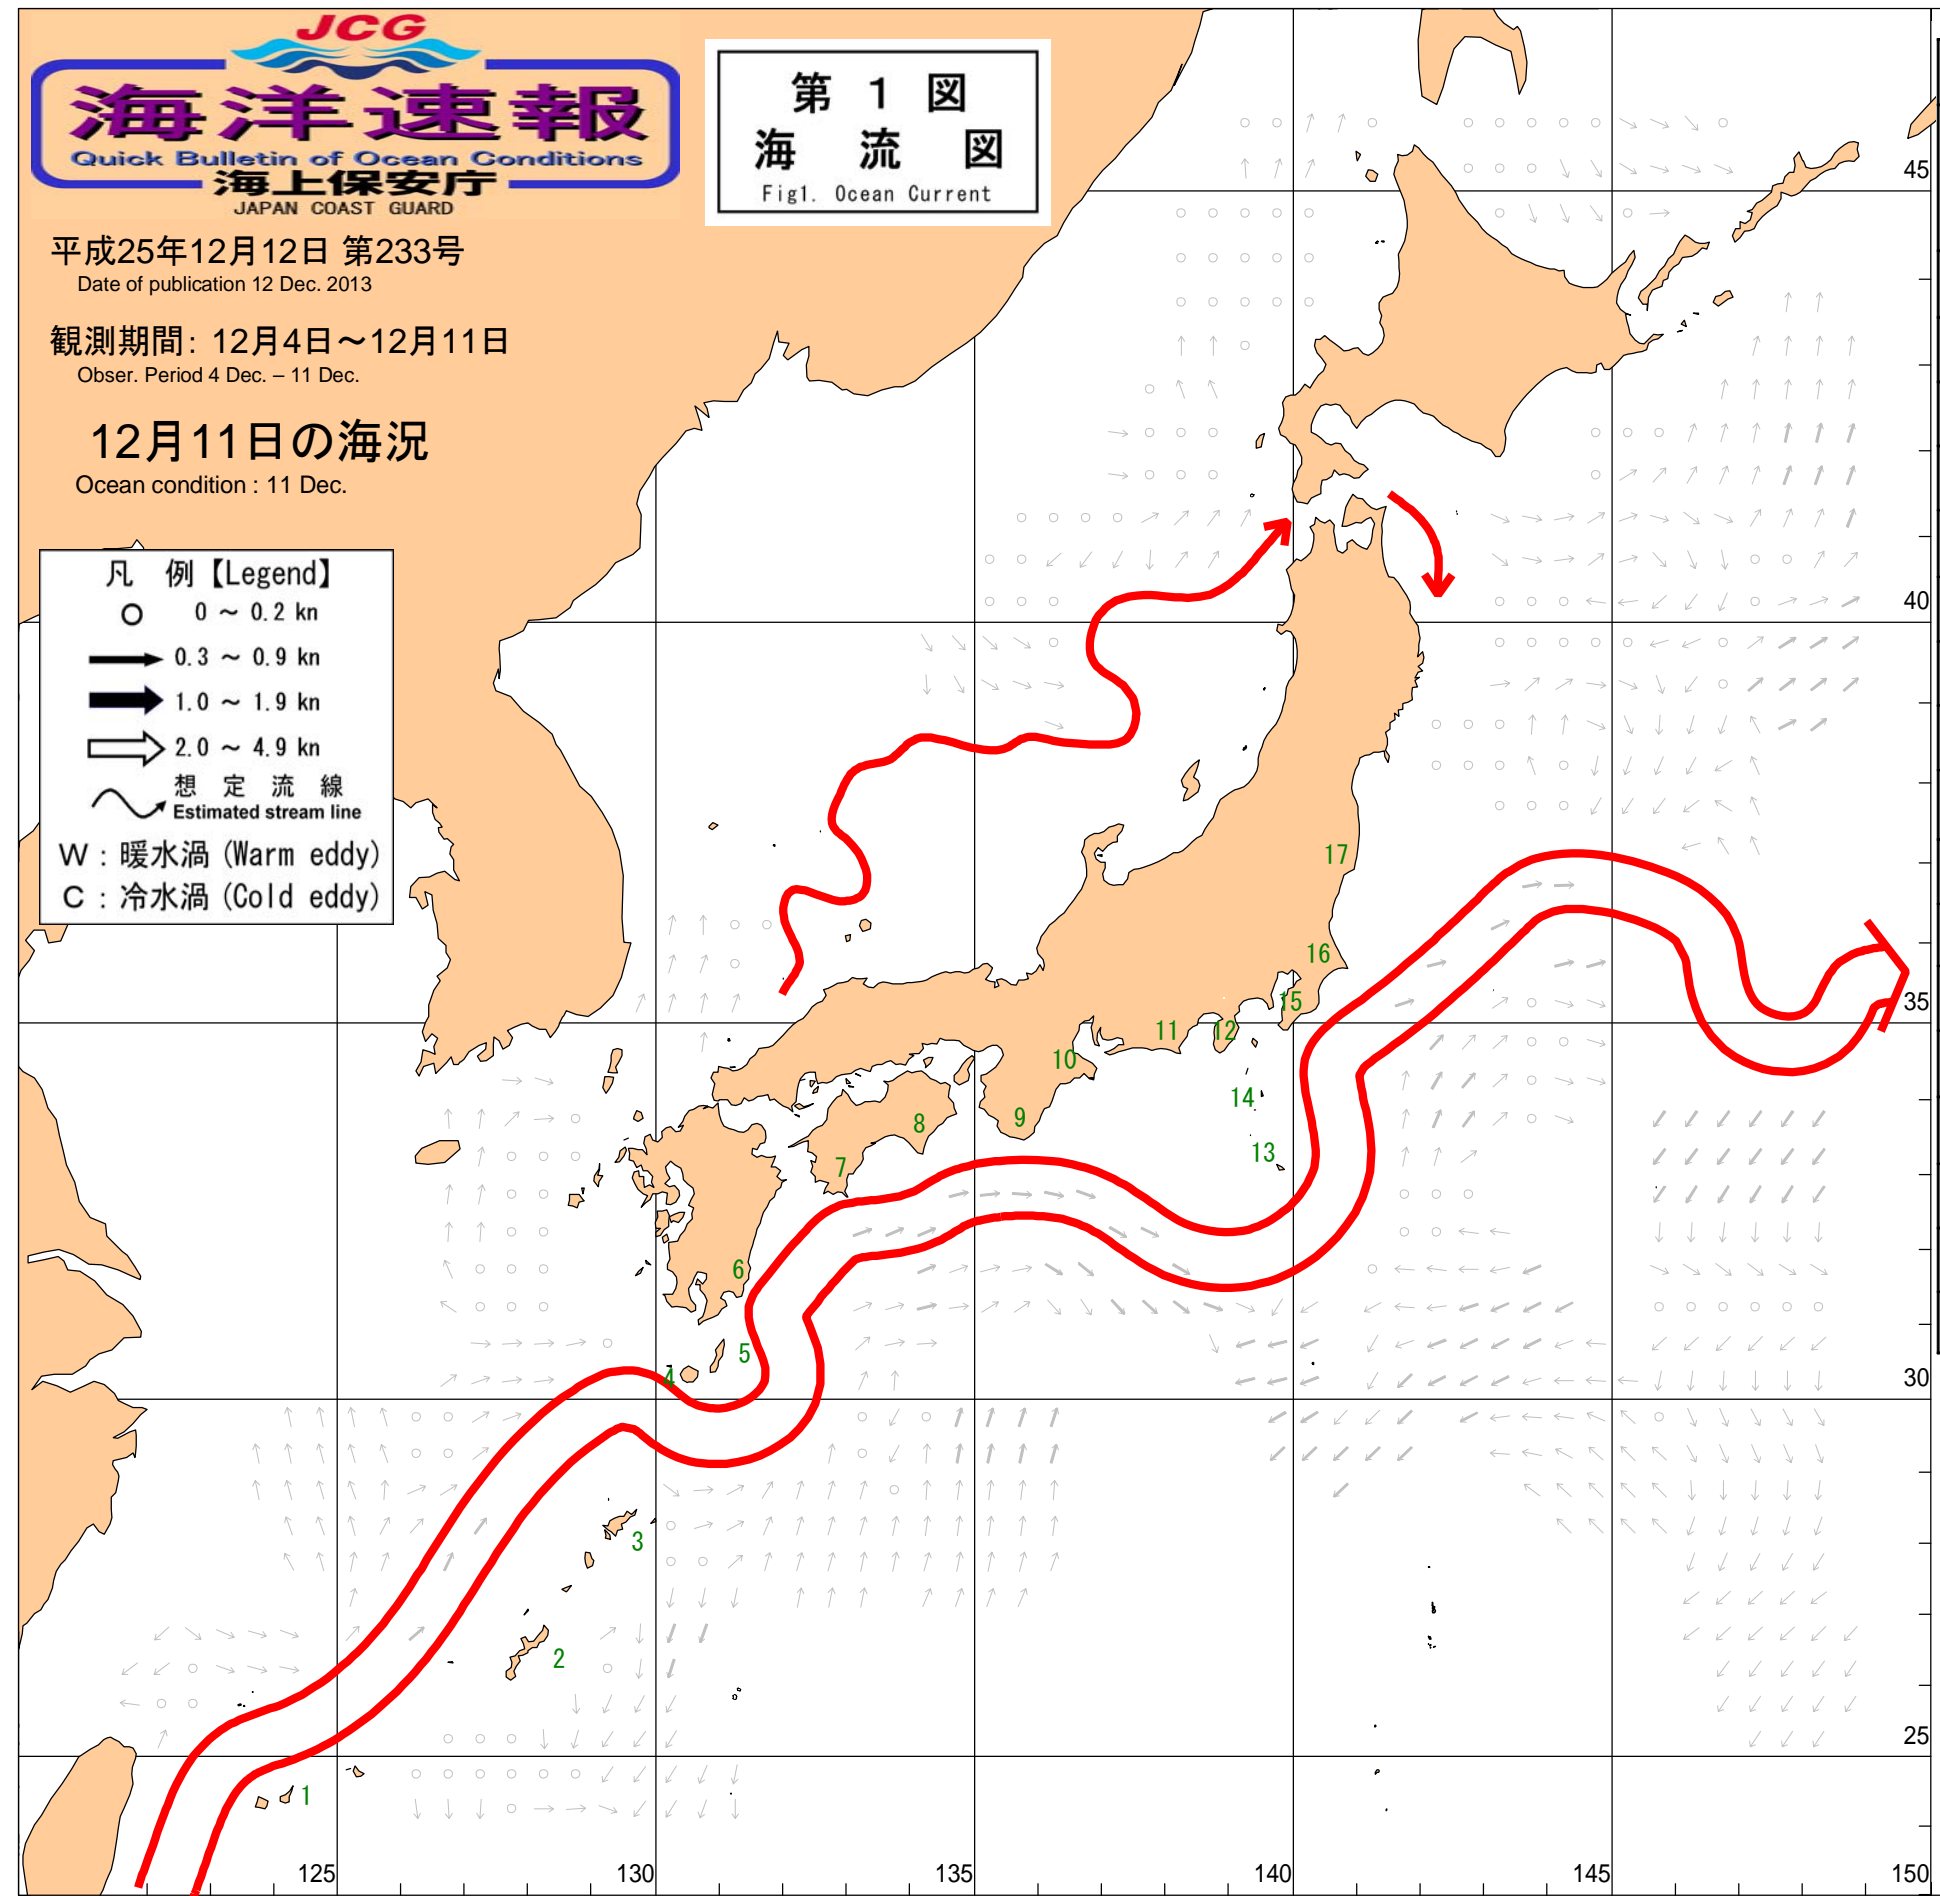 JCG
海洋速報
Quick Bulletin of Ocean Conditions
海上保安庁
JAPAN COAST GUARD
第 1 図
海 流 図
Fig1. Ocean Current
平成25年12月12日 第233号
Date of publication 12 Dec. 2013
観測期間: 12月4日～12月11日
Obser. Period 4 Dec. – 11 Dec.
12月11日の海況
Ocean condition : 11 Dec.
凡 例【Legend】
0 ～ 0.2 kn
0.3 ～ 0.9 kn
1.0 ～ 1.9 kn
2.0 ～ 4.9 kn
想 定 流 線
Estimated stream line
W : 暖水渦 (Warm eddy)
C : 冷水渦 (Cold eddy)
45
40
35
30
25
17
16
15
12
11
10
14
9
8
13
7
6
5
4
3
2
1
125
130
135
140
145
150